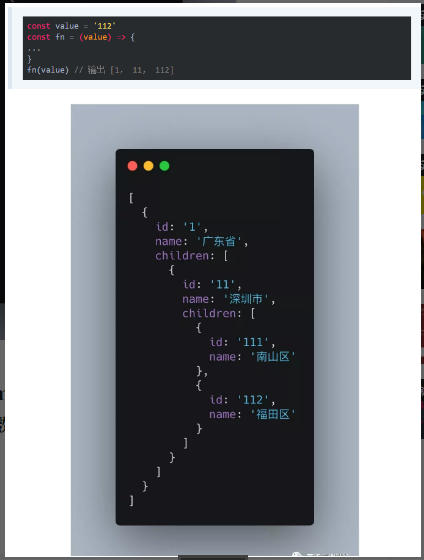 const value = '112'
const fn = (value) => {
...
}
fn(value) // 输出 [1， 11， 112]
[
{
id: '1',
name: '广东省',
children: [
{
id: '11',
name: '深圳市',
children: [
{
id: '111',
name: '南山区'
},
{
id: '112',
name: '福田区'
}
]
}
]
}
]